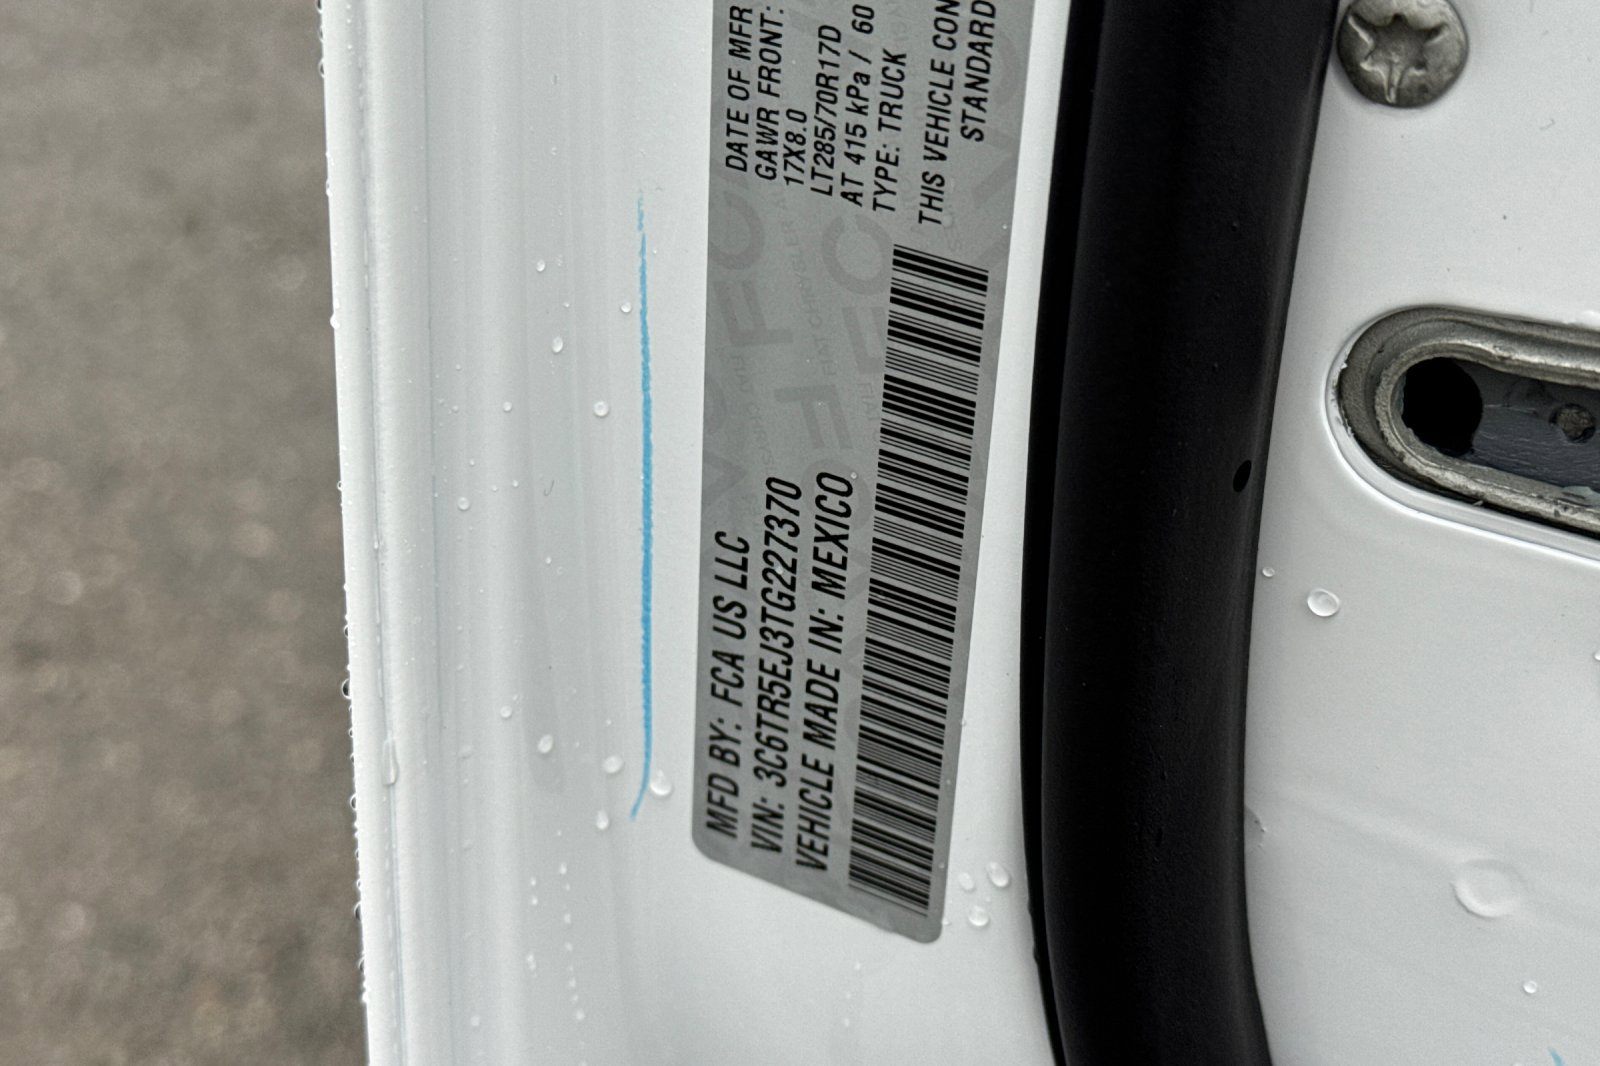 MFD BY: FCA US LLC
VIN: 3C6TR5EJ3TG227370
VEHICLE MADE IN: MEXICO
DATE OF MFR
GAWR FRONT:
17X8.0
LT285/70R17D
AT 415 kPa / 60
TYPE: TRUCK
THIS VEHICLE CON
STANDARD